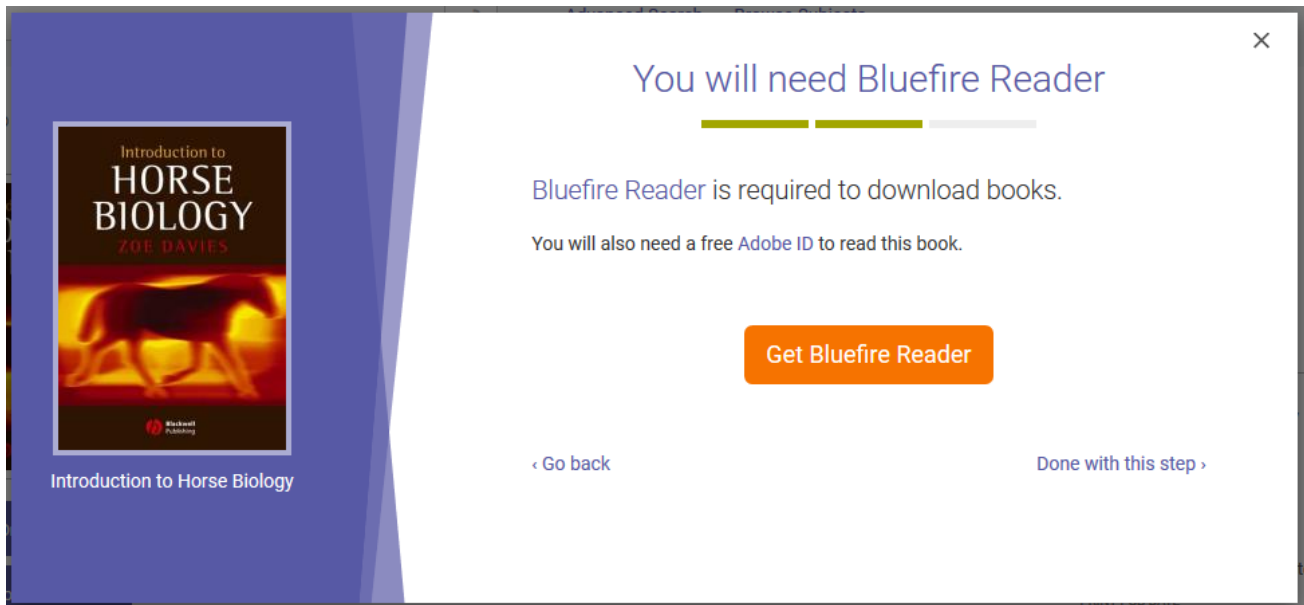 You will need Bluefire Reader
Introduction to
HORSE
BIOLOGY
ZOE DAVIES
Blackwell
Publishing
Introduction to Horse Biology
Bluefire Reader is required to download books.
You will also need a free Adobe ID to read this book.
Get Bluefire Reader
‹ Go back
Done with this step ›